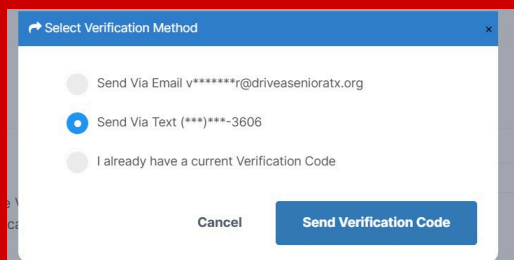 Select Verification Method ×
Send Via Email v*******r@driveasenioratx.org
Send Via Text (***)***-3606
I already have a current Verification Code
Cancel Send Verification Code